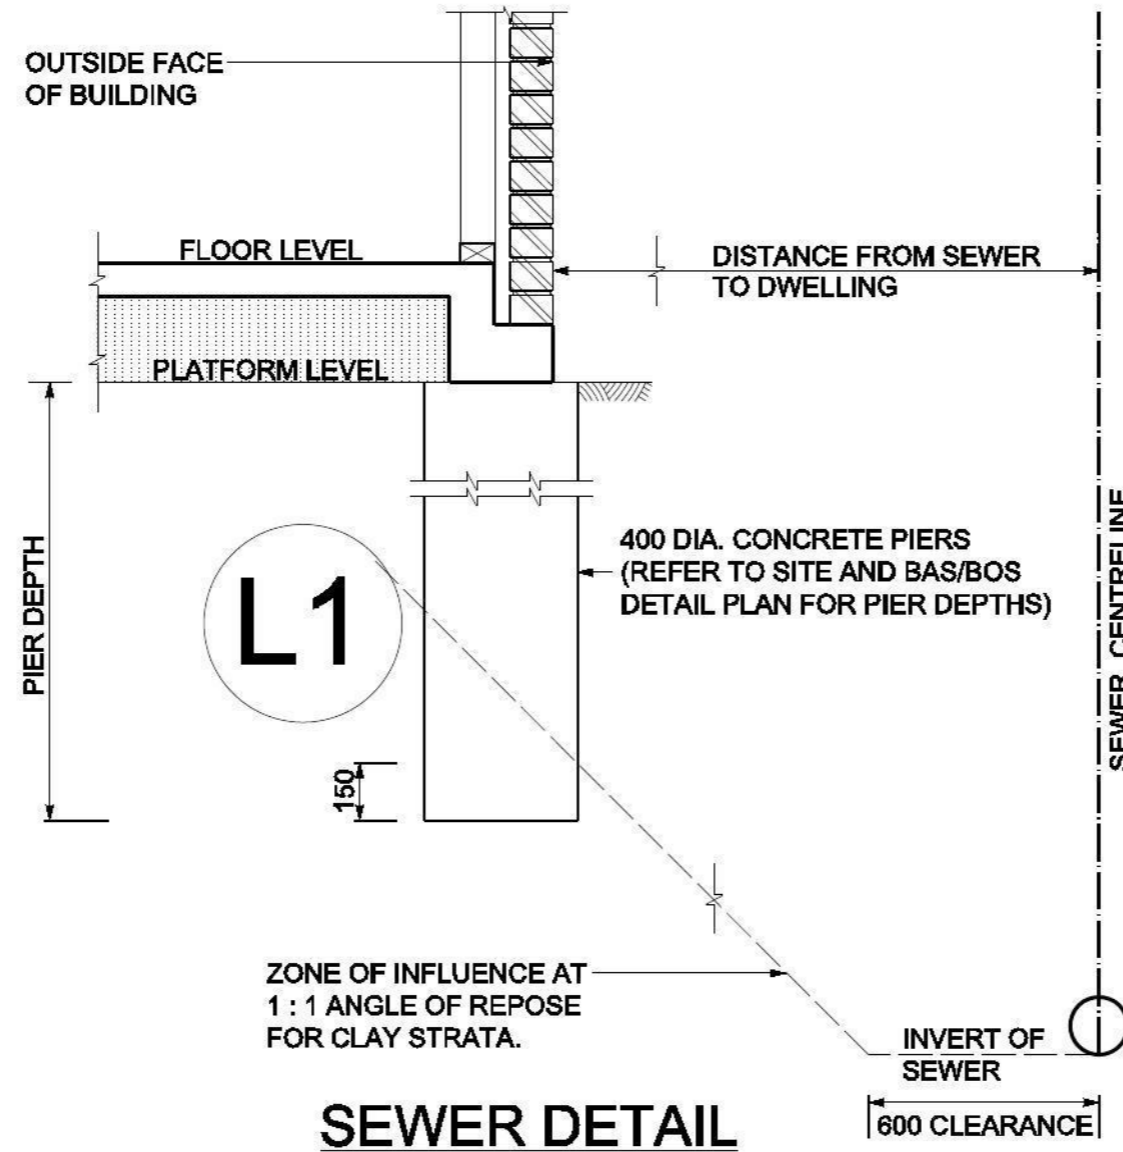 OUTSIDE FACE
OF BUILDING
FLOOR LEVEL
DISTANCE FROM SEWER
TO DWELLING
PLATFORM LEVEL
PIER DEPTH
L1
400 DIA. CONCRETE PIERS
(REFER TO SITE AND BAS/BOS
DETAIL PLAN FOR PIER DEPTHS)
SEWER CENTRELINE
150
ZONE OF INFLUENCE AT
1 : 1 ANGLE OF REPOSE
FOR CLAY STRATA.
INVERT OF
SEWER
600 CLEARANCE
SEWER DETAIL